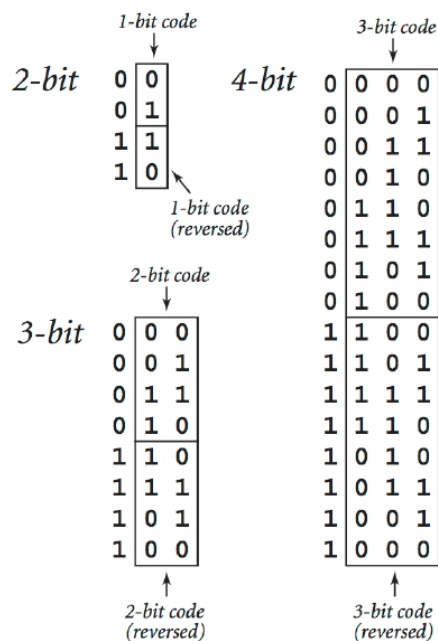 1-bit code
2-bit
0 0
0 1
1 1
1 0
1-bit code
(reversed)
2-bit code
3-bit
0 0 0
0 0 1
0 1 1
0 1 0
1 1 0
1 1 1
1 0 1
1 0 0
2-bit code
(reversed)
3-bit code
4-bit
0 0 0 0
0 0 0 1
0 0 1 1
0 0 1 0
0 1 1 0
0 1 1 1
0 1 0 1
0 1 0 0
1 1 0 0
1 1 0 1
1 1 1 1
1 1 1 0
1 0 1 0
1 0 1 1
1 0 0 1
1 0 0 0
3-bit code
(reversed)